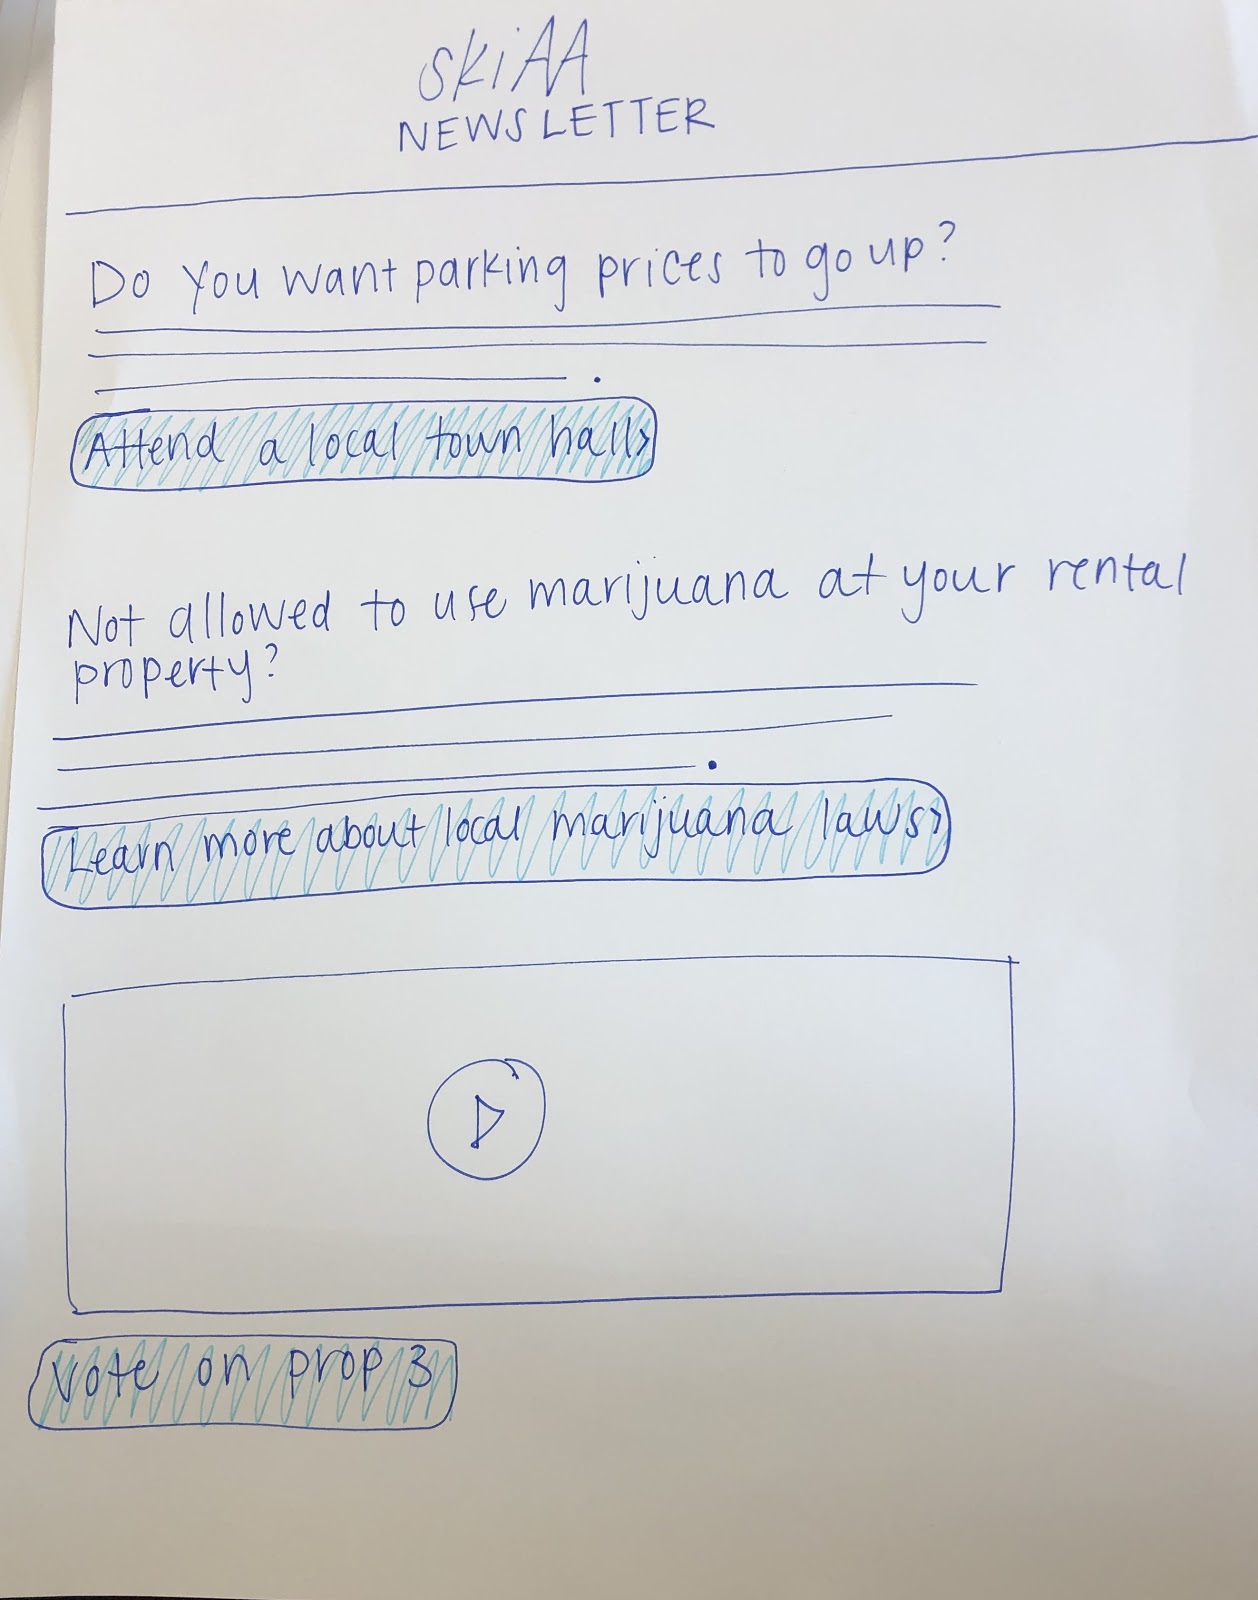 skiAA
NEWSLETTER
Do you want parking prices to go up?
Attend a local town hall>
Not allowed to use marijuana at your rental
property?
Learn more about local marijuana laws>
Vote on prop 3